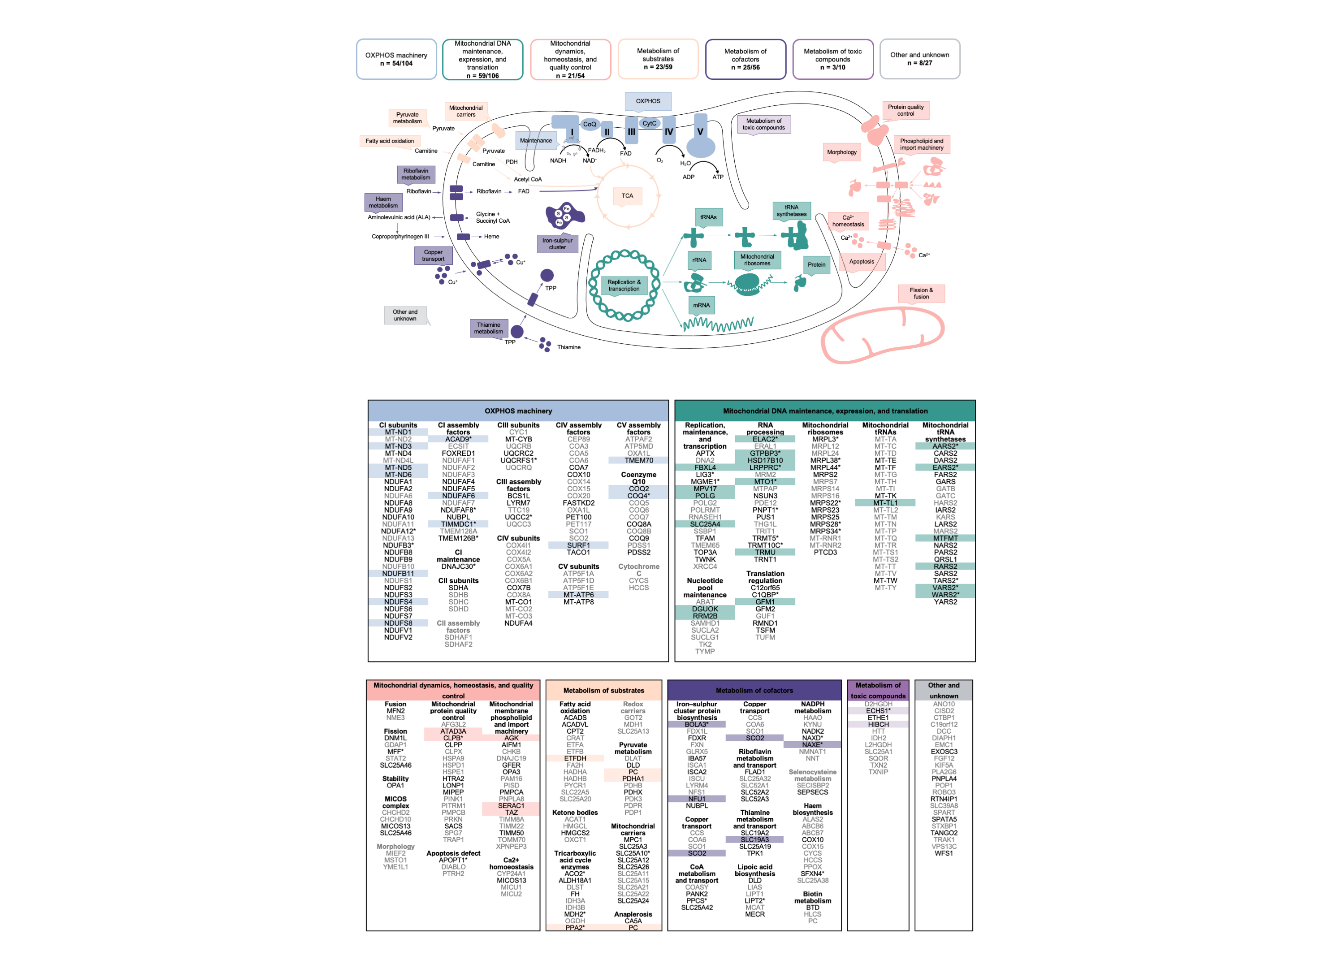 OXPHOS machinery
n = 54/104
Mitochondrial DNA
maintenance,
expression, and
translation
n = 59/106
Mitochondrial
dynamics,
homeostasis, and
quality control
n = 21/54
Metabolism of
substrates
n = 23/59
Metabolism of
cofactors
n = 25/56
Metabolism of toxic
compounds
n = 3/10
Other and unknown
n = 8/27
Pyruvate
metabolism
Mitochondrial
carriers
Pyruvate
Fatty acid oxidation
Carnitine
Pyruvate
Carnitine
PDH
Acetyl CoA
Maintenance
OXPHOS
CoQ
CytC
I
II
III
IV
V
NADH
NAD⁺
FADH₂
FAD
O₂
H₂O
ADP
ATP
TCA
Metabolism of
toxic compounds
Protein quality
control
Phospholipid and
import machinery
Morphology
Ca²⁺
homeostasis
Ca²⁺
Ca²⁺
Apoplosis
Fission &
fusion
Riboflavin
metabolism
Riboflavin
Riboflavin
FAD
Haem
metabolism
Aminolevulnic acid (ALA)
Glycine +
Succinyl CoA
Coproporphyrinogen III
Heme
Copper
transport
Cu⁺
Cu⁺
Iron-sulphur
cluster
TPP
Thiamine
metabolism
TPP
Thiamine
Other and
unknown
Replication &
transcription
tRNAs
tRNA
synthetases
rRNA
Mitochondrial
ribosomes
Protein
mRNA
OXPHOS machinery
CI subunits
MT-ND1
MT-ND2
MT-ND3
MT-ND4
MT-ND4L
MT-ND5
MT-ND6
NDUFA1
NDUFA2
NDUFA6
NDUFA8
NDUFA9
NDUFA10
NDUFA11
NDUFA12*
NDUFA13
NDUFB3*
NDUFB8
NDUFB9
NDUFB10
NDUFB11
NDUFS1
NDUFS2
NDUFS3
NDUFS4
NDUFS6
NDUFS7
NDUFS8
NDUFV1
NDUFV2
CI assembly
factors
ACAD9*
ECSIT
FOXRED1
NDUFAF1
NDUFAF2
NDUFAF3
NDUFAF4
NDUFAF5
NDUFAF6
NDUFAF7
NDUFAF8*
NUBPL
TIMMDC1*
TMEM126A
TMEM126B*
CI
maintenance
DNAJC30*
CII subunits
SDHA
SDHB
SDHC
SDHD
CII assembly
factors
SDHAF1
SDHAF2
CIII subunits
CYC1
MT-CYB
UQCRB
UQCRC2
UQCRFS1*
UQCRQ
CIII assembly
factors
BCS1L
LYRM7
TTC19
UQCC2*
UQCC3
CIV subunits
COX4I1
COX4I2
COX5A
COX6A1
COX6A2
COX6B1
COX7B
COX8A
MT-CO1
MT-CO2
MT-CO3
NDUFA4
CIV assembly
factors
CEP89
COA3
COA5
COA6
COA7
COX10
COX14
COX15
COX20
FASTKD2
OXA1L
PET100
PET117
SCO1
SCO2
SURF1
TACO1
CV subunits
ATP5F1A
ATP5F1D
ATP5F1E
MT-ATP6
MT-ATP8
CV assembly
factors
ATPAF2
ATP5MD
OXA1L
TMEM70
Coenzyme
Q10
COQ2
COQ4*
COQ5
COQ6
COQ7
COQ8A
COQ8B
COQ9
PDSS1
PDSS2
Cytochrome
C
CYCS
HCCS
Mitochondrial DNA maintenance, expression, and translation
Replication,
maintenance,
and
transcription
APTX
DNA2
FBXL4
LIG3*
MGME1*
MPV17
POLG
POLG2
POLRMT
RNASEH1
SLC25A4
SSBP1
TFAM
TMEM65
TOP3A
TWNK
XRCC4
Nucleotide
pool
maintenance
ABAT
DGUOK
RRM2B
SAMHD1
SUCLA2
SUCLG1
TK2
TYMP
RNA
processing
ELAC2*
ERAL1
GTPBP3*
HSD17B10
LRPPRC*
MRM2
MTO1*
MTPAP
NSUN3
PDE12
PNPT1*
PUS1
THG1L
TRIT1
TRMT5*
TRMT10C*
TRMU
TRNT1
Translation
regulation
C12orf65
C1QBP*
GFM1
GFM2
GUF1
RMND1
TSFM
TUFM
Mitochondrial
ribosomes
MRPL3*
MRPL12
MRPL24
MRPL38*
MRPL44*
MRPS2
MRPS7
MRPS14
MRPS16
MRPS22*
MRPS23
MRPS25
MRPS28*
MRPS34*
MT-RNR1
MT-RNR2
PTCD3
Mitochondrial
tRNAs
MT-TA
MT-TC
MT-TD
MT-TE
MT-TF
MT-TG
MT-TH
MT-TI
MT-TK
MT-TL1
MT-TL2
MT-TM
MT-TN
MT-TP
MT-TQ
MT-TR
MT-TS1
MT-TS2
MT-TT
MT-TV
MT-TW
MT-TY
Mitochondrial
tRNA
synthetases
AARS2*
CARS2
DARS2
EARS2*
FARS2
GARS
GATB
GATC
HARS2
IARS2
KARS
LARS2
MARS2
MTFMT
NARS2
PARS2
QRSL1
RARS2
SARS2
TARS2*
VARS2*
WARS2*
YARS2
Mitochondrial dynamics, homeostasis, and quality
control
Fusion
MFN2
NME3
Fission
DNM1L
GDAP1
MFF*
STAT2
SLC25A46
Stability
OPA1
MICOS
complex
CHCHD2
CHCHD10
MICOS13
SLC25A46
Morphology
MIEF2
MSTO1
YME1L1
Mitochondrial
protein quality
control
AFG3L2
ATAD3A
CLPB*
CLPP
CLPX
HSPA9
HSPD1
HSPE1
HTRA2
LONP1
MIPEP
PINK1
PITRM1
PMPCB
PRKN
SACS
SPG7
TRAP1
Apoptosis defect
APOPT1*
DIABLO
PTRH2
Mitochondrial
membrane
phospholipid
and import
machinery
AGK
AIFM1
CHKB
DNAJC19
GFER
OPA3
PAM16
PISD
PMPCA
PNPLA8
SERAC1
TAZ
TIMM8A
TIMM22
TIMM50
TOMM70
XPNPEP3
Ca2+
homoeostasis
CYP24A1
MICOS13
MICU1
MICU2
Metabolism of substrates
Fatty acid
oxidation
ACADS
ACADVL
CPT2
CRAT
ETFA
ETFB
ETFDH
FA2H
HADHA
HADHB
PYCR1
SLC22A5
SLC25A20
Ketone bodies
ACAT1
HMGCL
HMGCS2
OXCT1
Tricarboxylic
acid cycle
enzymes
ACO2*
ALDH18A1
DLST
FH
IDH3A
IDH3B
MDH2*
OGDH
PPA2*
Redox
carriers
GOT2
MDH1
SLC25A13
Pyruvate
metabolism
DLAT
DLD
PC
PDHA1
PDHB
PDHX
PDK3
PDPR
PDP1
Mitochondrial
carriers
MPC1
SLC25A3
SLC25A10*
SLC25A12
SLC25A26
SLC25A11
SLC25A15
SLC25A21
SLC25A22
SLC25A24
Anaplerosis
CA5A
PC
Metabolism of cofactors
Iron–sulphur
cluster protein
biosynthesis
BOLA3*
FDX1L
FDXR
FXN
GLRX5
IBA57
ISCA1
ISCA2
ISCU
LYRM4
NFS1
NFU1
NUBPL
Copper
transport
CCS
COA6
SCO1
SCO2
CoA
metabolism
and transport
COASY
PANK2
PPCS*
SLC25A42
Copper
transport
CCS
COA6
SCO1
SCO2
Riboflavin
metabolism
and transport
FLAD1
SLC25A32
SLC52A1
SLC52A2
SLC52A3
Thiamine
metabolism
and transport
SLC19A2
SLC19A3
SLC25A19
TPK1
Lipoic acid
biosynthesis
DLD
LIAS
LIPT1
LIPT2*
MCAT
MECR
NADPH
metabolism
HAAO
KYNU
NADK2
NAXD*
NAXE*
NMNAT1
NNT
Selenocysteine
metabolism
SECISBP2
SEPSECS
Haem
biosynthesis
ALAS2
ABCB6
ABCB7
COX10
COX15
CYCS
HCCS
PPOX
SFXN4*
SLC25A38
Biotin
metabolism
BTD
HLCS
PC
Metabolism of
toxic compounds
D2HGDH
ECHS1*
ETHE1
HIBCH
HTT
IDH2
L2HGDH
SLC25A1
SQOR
TXN2
TXNIP
Other and
unknown
ANO10
CISD2
CTBP1
C19orf12
DCC
DIAPH1
EMC1
EXOSC3
FGF12
KIF5A
PLA2G6
PNPLA4
POP1
ROBO3
RTN4IP1
SLC39A8
SPART
SPATA5
STXBP1
TANGO2
TRAK1
VPS13C
WFS1